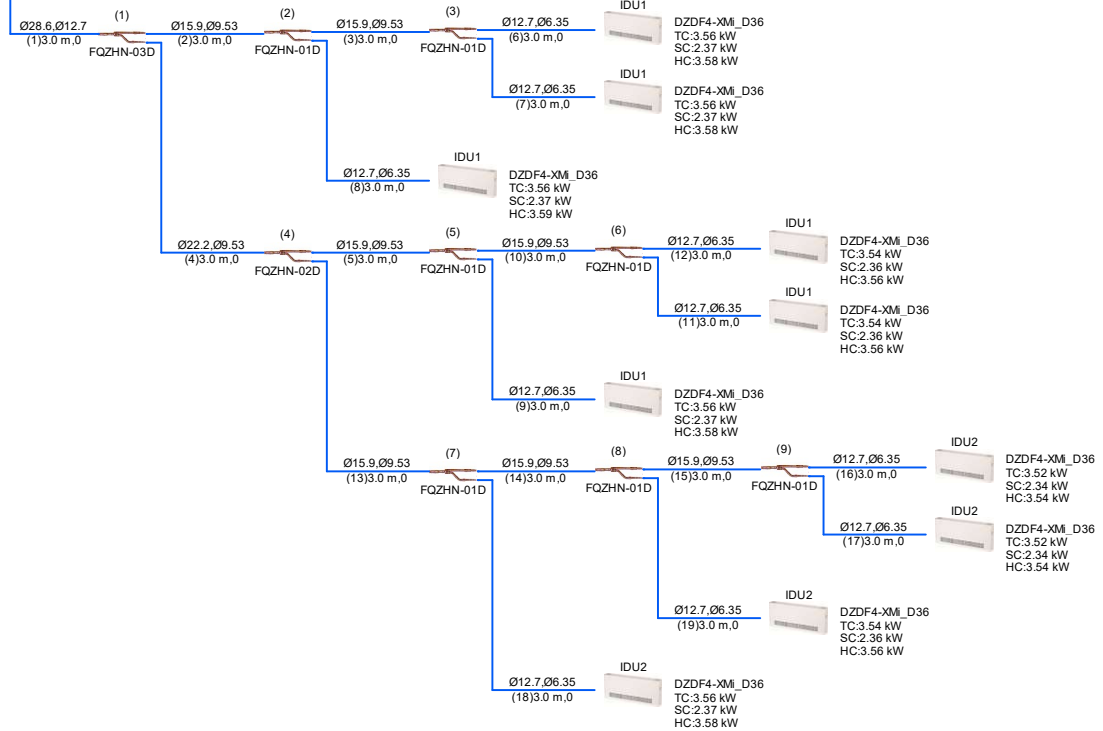 Ø28.6,Ø12.7
(1)3.0 m,0
(1)
FQZHN-03D
Ø15.9,Ø9.53
(2)3.0 m,0
(2)
FQZHN-01D
Ø15.9,Ø9.53
(3)3.0 m,0
(3)
FQZHN-01D
Ø12.7,Ø6.35
(6)3.0 m,0
IDU1
DZDF4-XMi_D36
TC:3.56 kW
SC:2.37 kW
HC:3.58 kW
Ø12.7,Ø6.35
(7)3.0 m,0
IDU1
DZDF4-XMi_D36
TC:3.56 kW
SC:2.37 kW
HC:3.58 kW
Ø12.7,Ø6.35
(8)3.0 m,0
IDU1
DZDF4-XMi_D36
TC:3.56 kW
SC:2.37 kW
HC:3.59 kW
Ø22.2,Ø9.53
(4)3.0 m,0
(4)
FQZHN-02D
Ø15.9,Ø9.53
(5)3.0 m,0
(5)
FQZHN-01D
Ø15.9,Ø9.53
(10)3.0 m,0
(6)
FQZHN-01D
Ø12.7,Ø6.35
(12)3.0 m,0
IDU1
DZDF4-XMi_D36
TC:3.54 kW
SC:2.36 kW
HC:3.56 kW
Ø12.7,Ø6.35
(11)3.0 m,0
IDU1
DZDF4-XMi_D36
TC:3.54 kW
SC:2.36 kW
HC:3.56 kW
Ø12.7,Ø6.35
(9)3.0 m,0
IDU1
DZDF4-XMi_D36
TC:3.56 kW
SC:2.37 kW
HC:3.58 kW
Ø15.9,Ø9.53
(13)3.0 m,0
(7)
FQZHN-01D
Ø15.9,Ø9.53
(14)3.0 m,0
(8)
FQZHN-01D
Ø15.9,Ø9.53
(15)3.0 m,0
(9)
FQZHN-01D
Ø12.7,Ø6.35
(16)3.0 m,0
IDU2
DZDF4-XMi_D36
TC:3.52 kW
SC:2.34 kW
HC:3.54 kW
Ø12.7,Ø6.35
(17)3.0 m,0
IDU2
DZDF4-XMi_D36
TC:3.52 kW
SC:2.34 kW
HC:3.54 kW
Ø12.7,Ø6.35
(19)3.0 m,0
IDU2
DZDF4-XMi_D36
TC:3.54 kW
SC:2.36 kW
HC:3.56 kW
Ø12.7,Ø6.35
(18)3.0 m,0
IDU2
DZDF4-XMi_D36
TC:3.56 kW
SC:2.37 kW
HC:3.58 kW